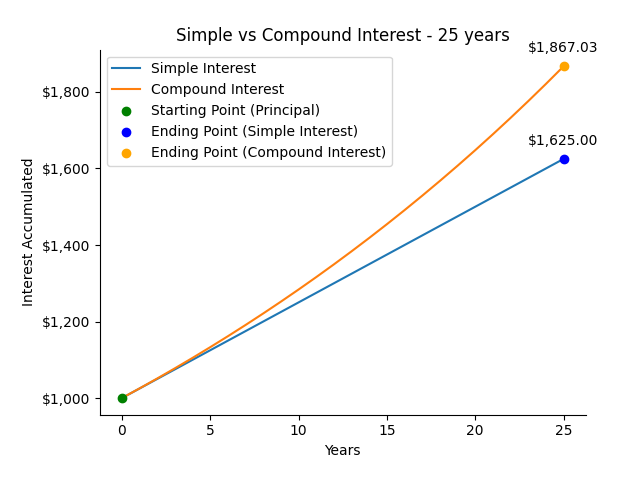 Simple vs Compound Interest - 25 years
$1,867.03
Simple Interest
Compound Interest
Starting Point (Principal)
Ending Point (Simple Interest)
Ending Point (Compound Interest)
$1,625.00
Interest Accumulated
$1,800
$1,600
$1,400
$1,200
$1,000
0 5 10 15 20 25
Years